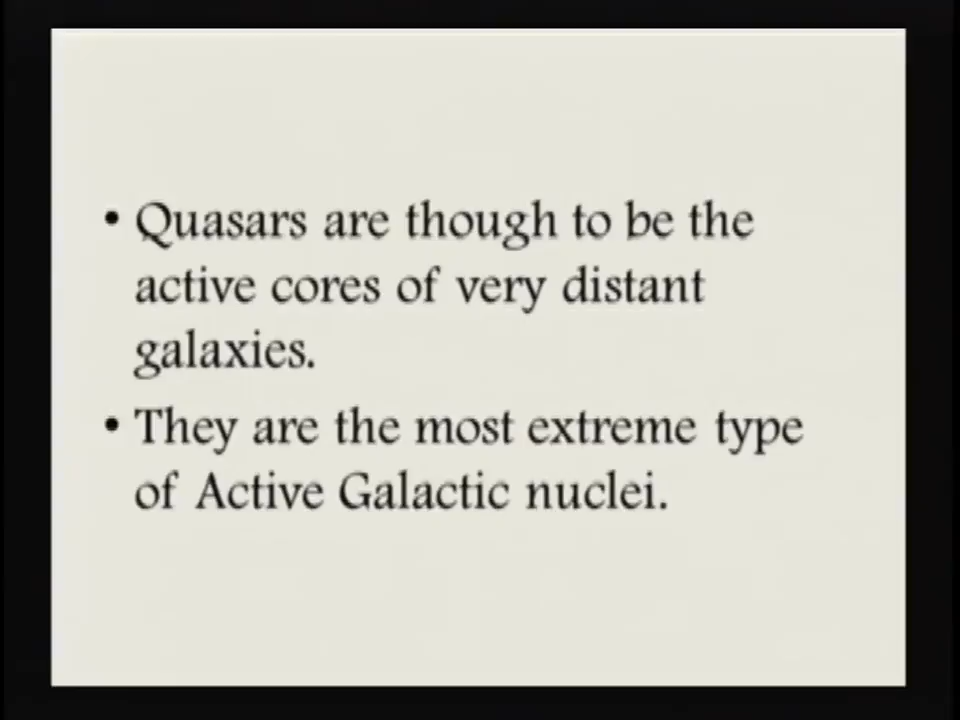 • Quasars are though to be the
active cores of very distant
galaxies.
• They are the most extreme type
of Active Galactic nuclei.